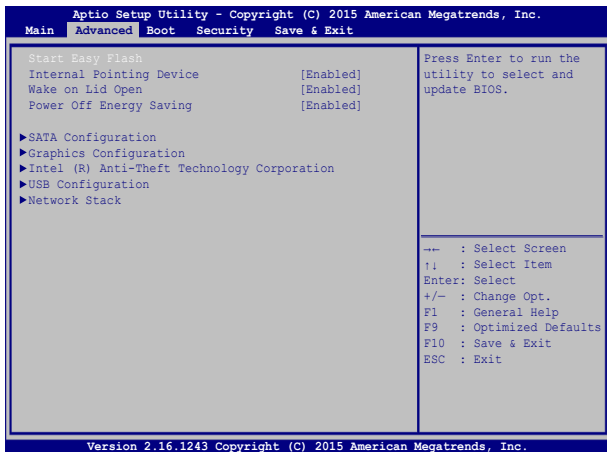 Aptio Setup Utility - Copyright (C) 2015 American Megatrends, Inc.
Main Advanced Boot Security Save & Exit
Start Easy Flash
Internal Pointing Device [Enabled]
Wake on Lid Open [Enabled]
Power Off Energy Saving [Enabled]
▶SATA Configuration
▶Graphics Configuration
▶Intel (R) Anti-Theft Technology Corporation
▶USB Configuration
▶Network Stack
Press Enter to run the
utility to select and
update BIOS.
→← : Select Screen
↑↓ : Select Item
Enter: Select
+/— : Change Opt.
F1 : General Help
F9 : Optimized Defaults
F10 : Save & Exit
ESC : Exit
Version 2.16.1243 Copyright (C) 2015 American Megatrends, Inc.